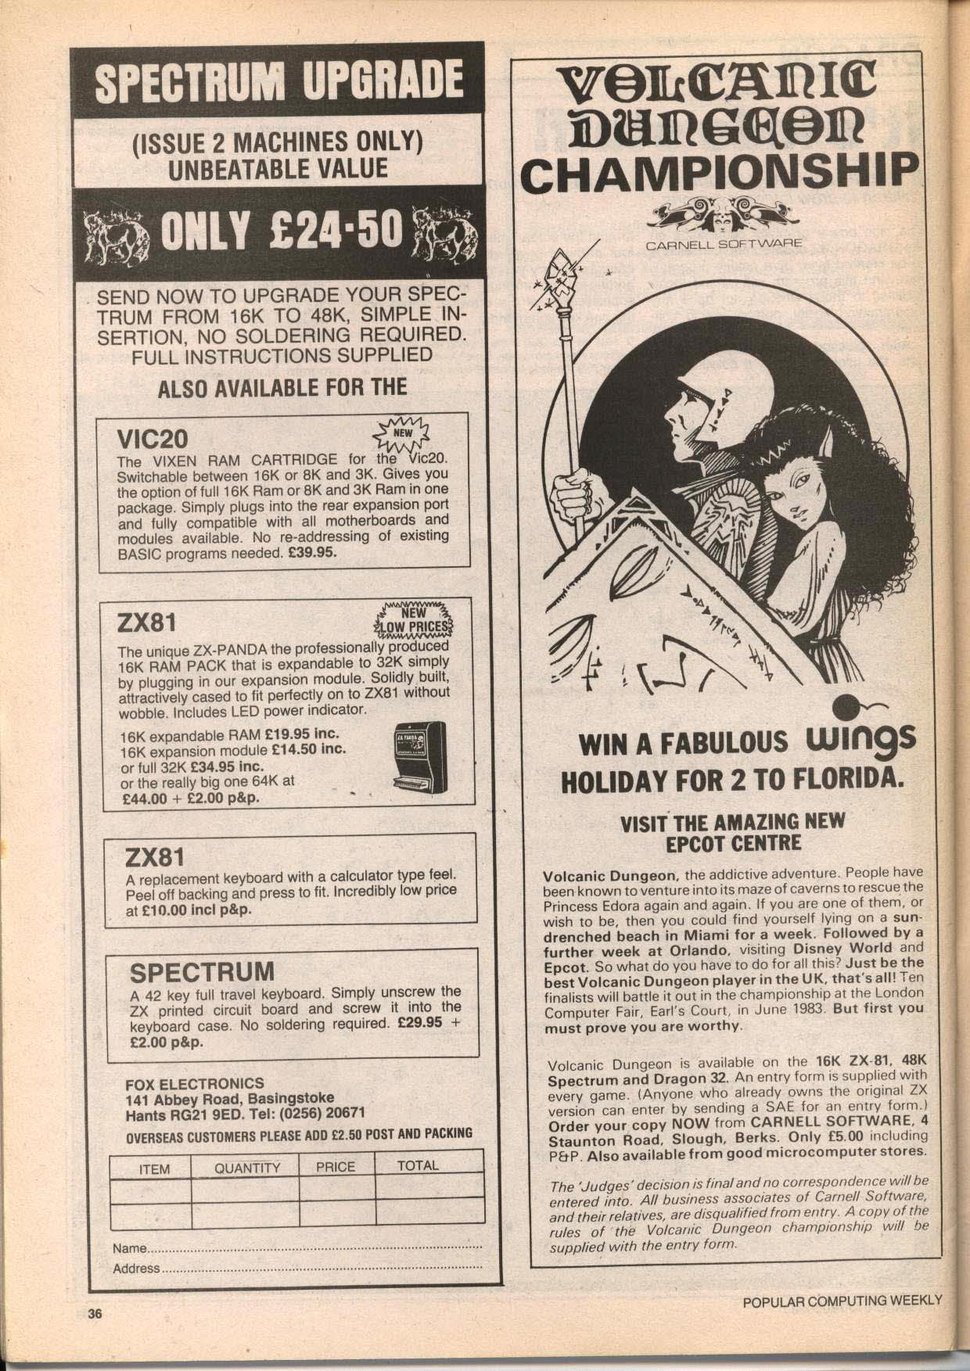 SPECTRUM UPGRADE
(ISSUE 2 MACHINES ONLY)
UNBEATABLE VALUE
ONLY £24·50
SEND NOW TO UPGRADE YOUR SPEC-
TRUM FROM 16K TO 48K, SIMPLE IN-
SERTION, NO SOLDERING REQUIRED.
FULL INSTRUCTIONS SUPPLIED
ALSO AVAILABLE FOR THE
VIC20
NEW
The VIXEN RAM CARTRIDGE for the Vic20.
Switchable between 16K or 8K and 3K. Gives you
the option of full 16K Ram or 8K and 3K Ram in one
package. Simply plugs into the rear expansion port
and fully compatible with all motherboards and
modules available. No re-addressing of existing
BASIC programs needed. £39.95.
ZX81
NEW
LOW PRICES
The unique ZX-PANDA the professionally produced
16K RAM PACK that is expandable to 32K simply
by plugging in our expansion module. Solidly built,
attractively cased to fit perfectly on to ZX81 without
wobble. Includes LED power indicator.
16K expandable RAM £19.95 inc.
16K expansion module £14.50 inc.
or full 32K £34.95 inc.
or the really big one 64K at
£44.00 + £2.00 p&p.
ZX81
A replacement keyboard with a calculator type feel.
Peel off backing and press to fit. Incredibly low price
at £10.00 incl p&p.
SPECTRUM
A 42 key full travel keyboard. Simply unscrew the
ZX printed circuit board and screw it into the
keyboard case. No soldering required. £29.95 +
£2.00 p&p.
FOX ELECTRONICS
141 Abbey Road, Basingstoke
Hants RG21 9ED. Tel: (0256) 20671
OVERSEAS CUSTOMERS PLEASE ADD £2.50 POST AND PACKING
ITEM QUANTITY PRICE TOTAL
Name
Address
36
VOLCANIC
DUNGEON
CHAMPIONSHIP
CARNELL SOFTWARE
WIN A FABULOUS wings
HOLIDAY FOR 2 TO FLORIDA.
VISIT THE AMAZING NEW
EPCOT CENTRE
Volcanic Dungeon, the addictive adventure. People have
been known to venture into its maze of caverns to rescue the
Princess Edora again and again. If you are one of them, or
wish to be, then you could find yourself lying on a sun-
drenched beach in Miami for a week. Followed by a
further week at Orlando, visiting Disney World and
Epcot. So what do you have to do for all this? Just be the
best Volcanic Dungeon player in the UK, that's all! Ten
finalists will battle it out in the championship at the London
Computer Fair, Earl's Court, in June 1983. But first you
must prove you are worthy.
Volcanic Dungeon is available on the 16K ZX-81, 48K
Spectrum and Dragon 32. An entry form is supplied with
every game. (Anyone who already owns the original ZX
version can enter by sending a SAE for an entry form.)
Order your copy NOW from CARNELL SOFTWARE, 4
Staunton Road, Slough, Berks. Only £5.00 including
P&P. Also available from good microcomputer stores.
The 'Judges' decision is final and no correspondence will be
entered into. All business associates of Carnell Software,
and their relatives, are disqualified from entry. A copy of the
rules of the Volcanic Dungeon championship will be
supplied with the entry form.
POPULAR COMPUTING WEEKLY